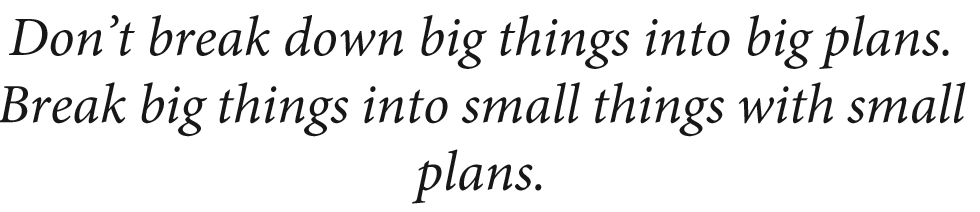 Don’t break down big things into big plans.
Break big things into small things with small
plans.